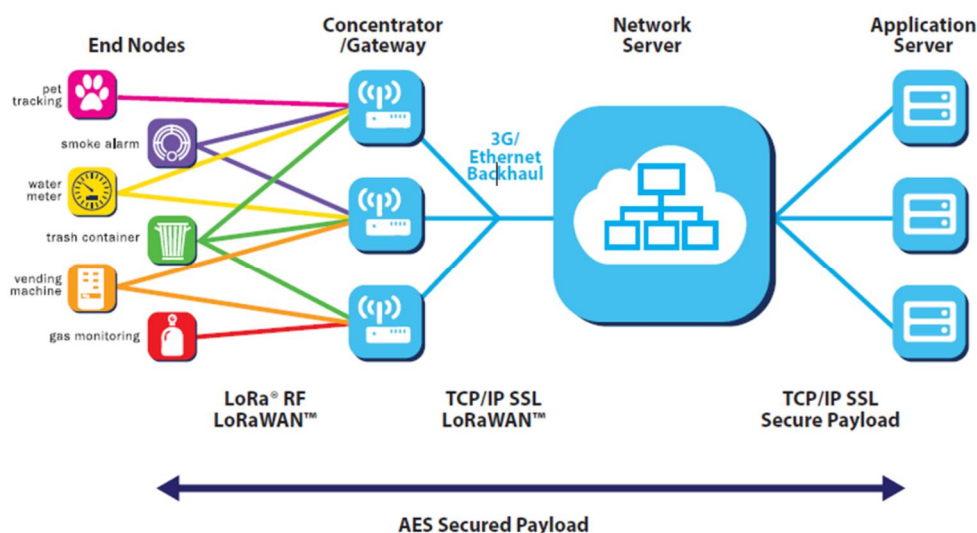 End Nodes
Concentrator
/Gateway
Network
Server
Application
Server
pet
tracking
smoke alarm
water
meter
trash container
vending
machine
gas monitoring
3G/
Ethernet
Backhaul
LoRa® RF
LoRaWAN™
TCP/IP SSL
LoRaWAN™
TCP/IP SSL
Secure Payload
AES Secured Payload